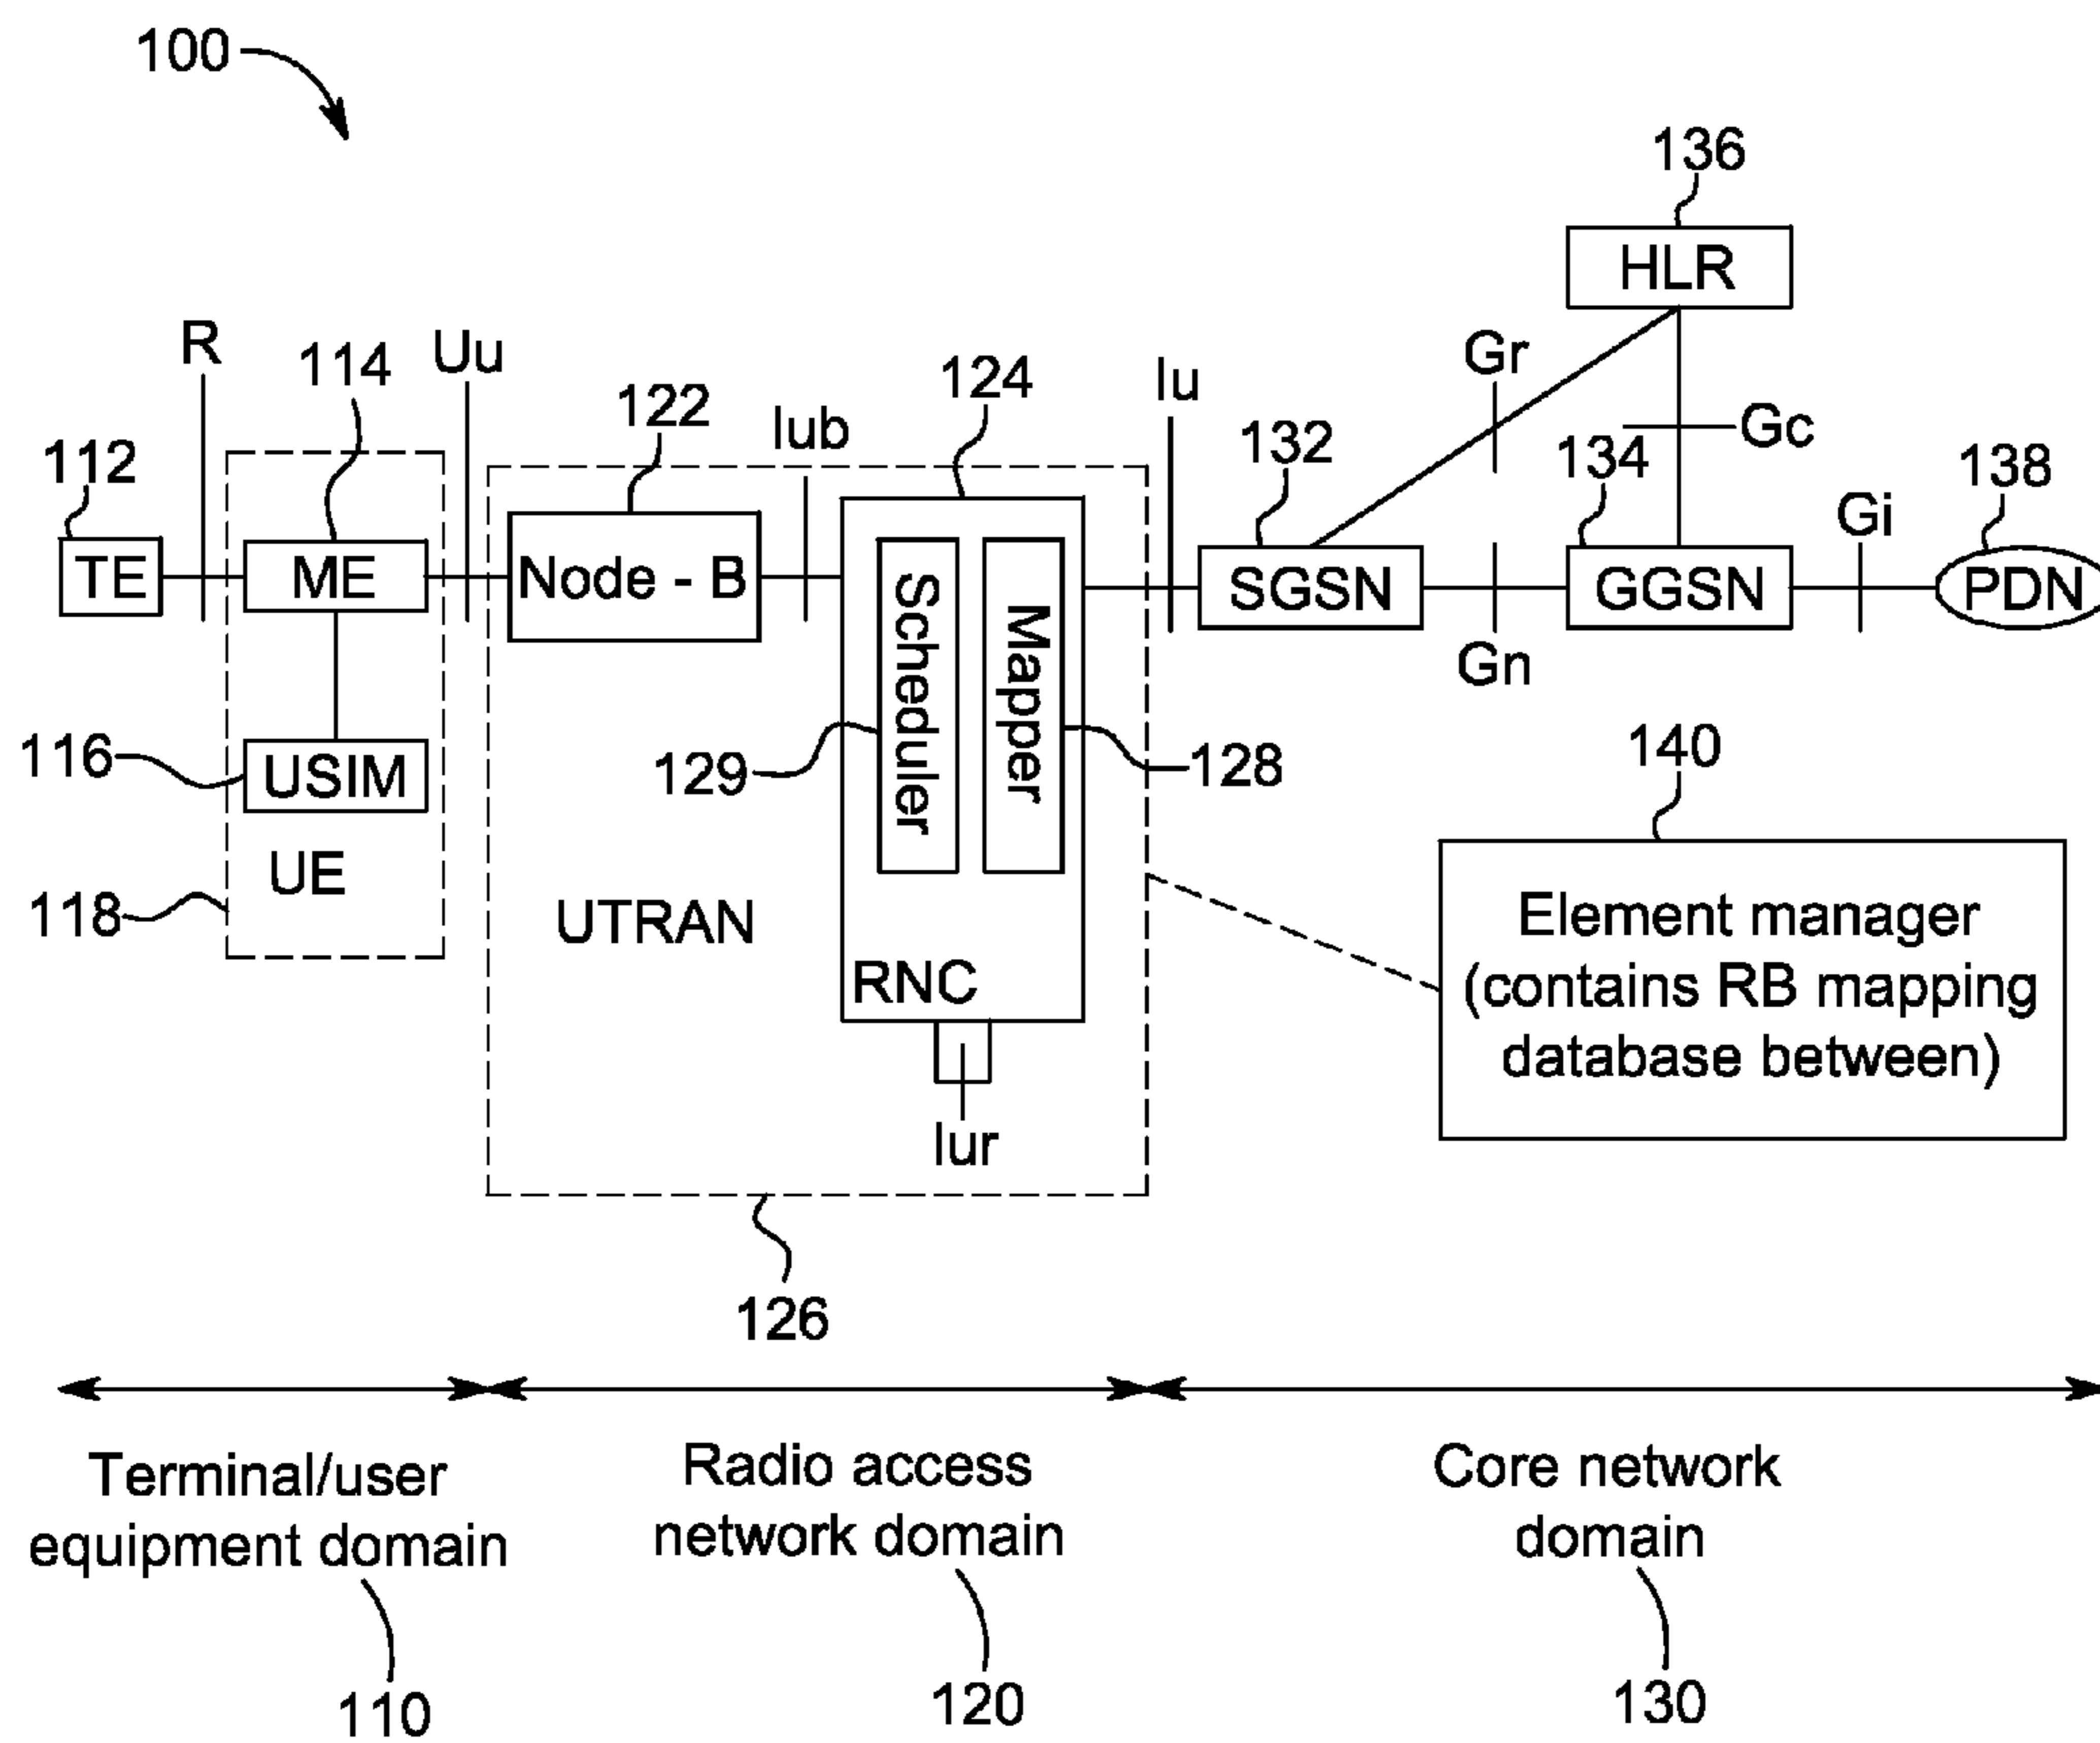 100
136
HLR
R
114
Uu
122
Iub
124
Iu
Gr
Gc
112
132
134
138
Gi
TE
ME
Node - B
Scheduler
Mapper
SGSN
GGSN
PDN
Gn
116
USIM
129
128
140
UE
118
UTRAN
RNC
Element manager
(contains RB mapping
database between)
Iur
126
Terminal/user
equipment domain
Radio access
network domain
Core network
domain
110
120
130